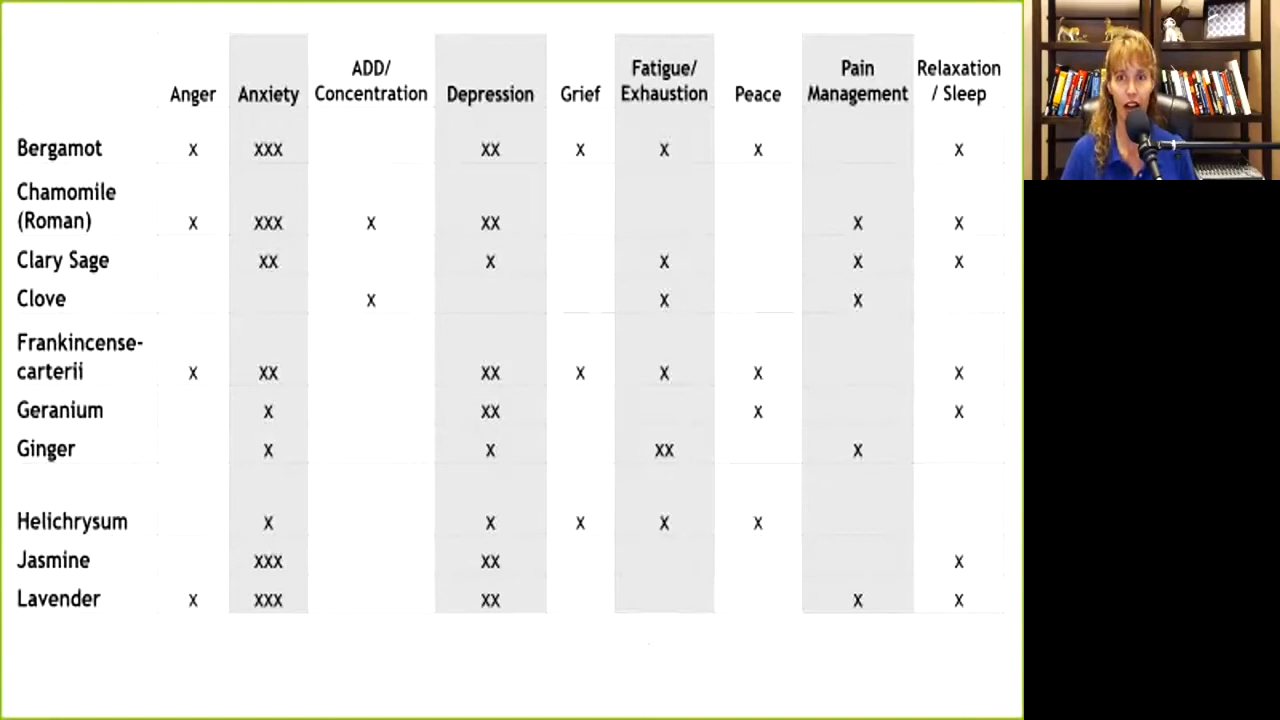 ADD/ Fatigue/ Pain Relaxation
Anger Anxiety Concentration Depression Grief Exhaustion Peace Management / Sleep
Bergamot x xxx xx x x x x
Chamomile
(Roman) x xxx x xx x x
Clary Sage xx x x x x
Clove x x x
Frankincense-
carterii x xx xx x x x x
Geranium x xx x x
Ginger x x xx x
Helichrysum x x x x x
Jasmine xxx xx x
Lavender x xxx xx x x